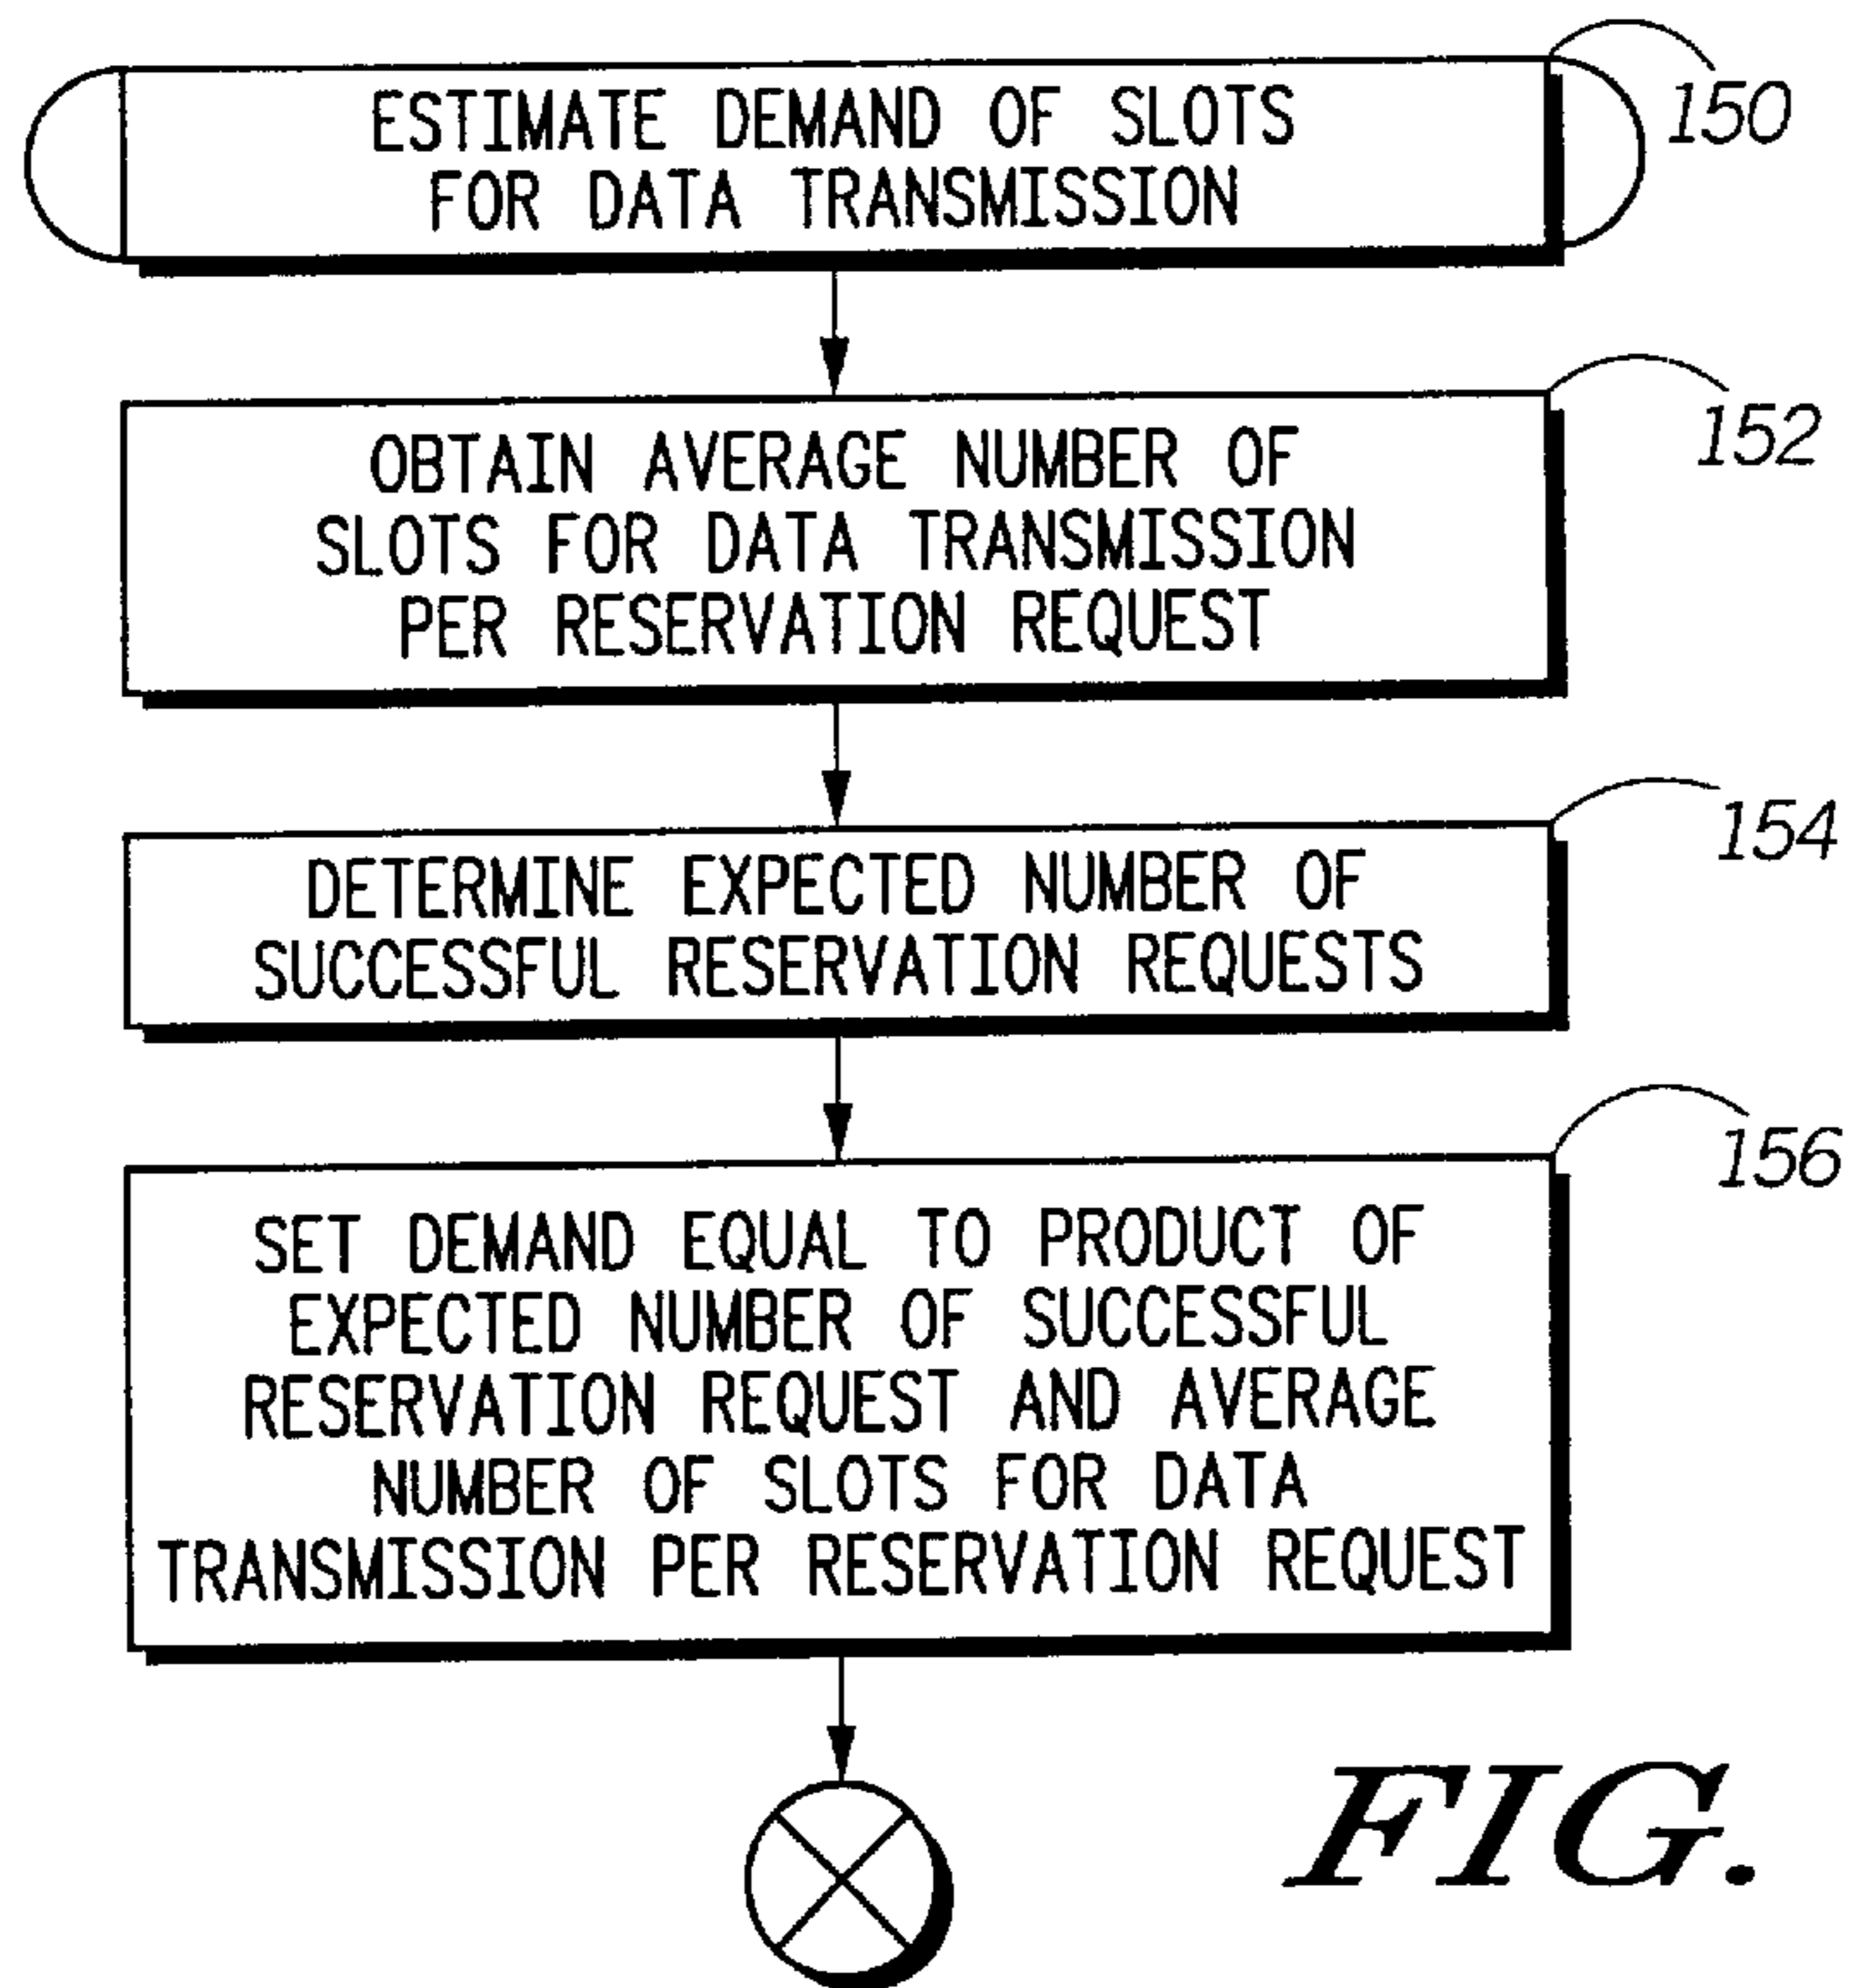 ESTIMATE DEMAND OF SLOTS
FOR DATA TRANSMISSION
150
OBTAIN AVERAGE NUMBER OF
SLOTS FOR DATA TRANSMISSION
PER RESERVATION REQUEST
152
DETERMINE EXPECTED NUMBER OF
SUCCESSFUL RESERVATION REQUESTS
154
SET DEMAND EQUAL TO PRODUCT OF
EXPECTED NUMBER OF SUCCESSFUL
RESERVATION REQUEST AND AVERAGE
NUMBER OF SLOTS FOR DATA
TRANSMISSION PER RESERVATION REQUEST
156
FIG.